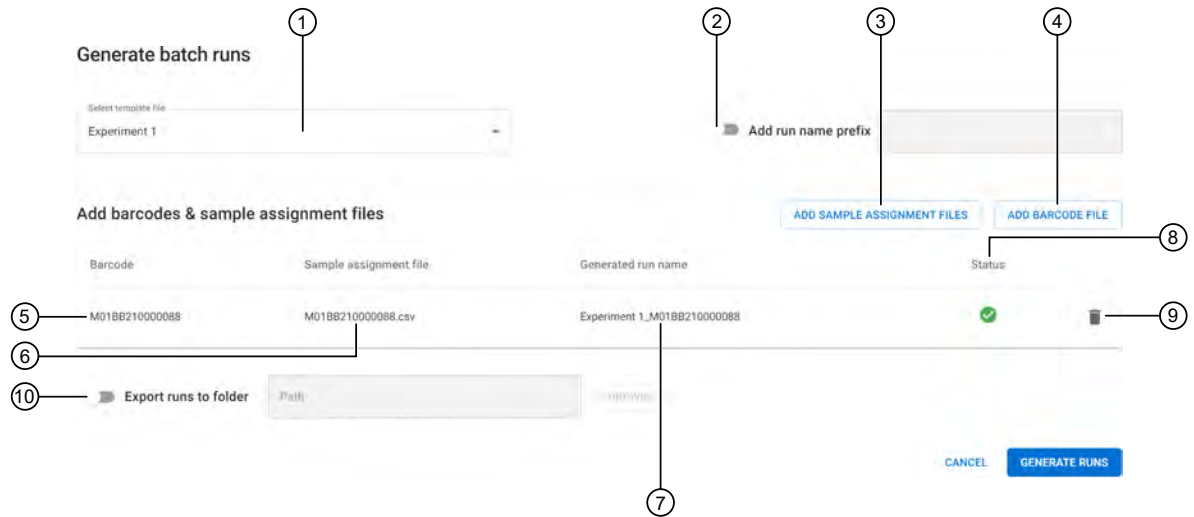 1
2
3
4
Generate batch runs
Select template file
Experiment 1
Add run name prefix
Add barcodes & sample assignment files
ADD SAMPLE ASSIGNMENT FILES
ADD BARCODE FILE
8
Barcode
Sample assignment file
Generated run name
Status
5
M01BB210000088
M01BB210000088.csv
Experiment 1_M01BB210000088
9
6
10
Export runs to folder
Path
CANCEL
GENERATE RUNS
7